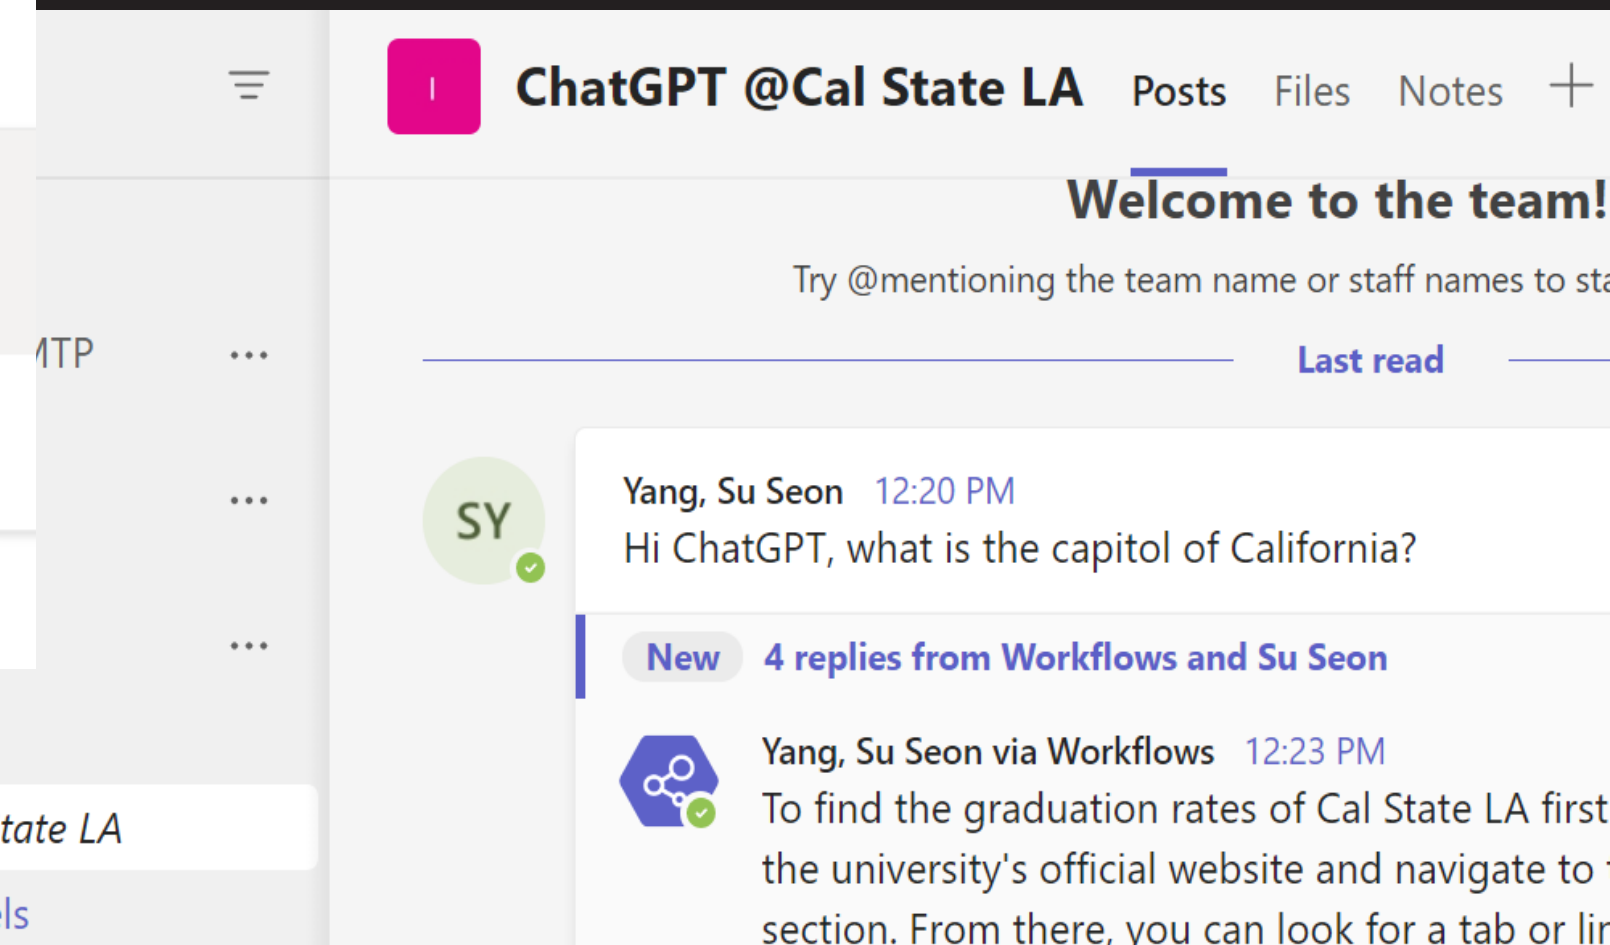 ChatGPT @Cal State LA Posts Files Notes
Welcome to the team!
Try @mentioning the team name or staff names to
MTP
Last read
SY
Yang, Su Seon 12:20 PM
Hi ChatGPT, what is the capitol of California?
New 4 replies from Workflows and Su Seon
Yang, Su Seon via Workflows 12:23 PM
To find the graduation rates of Cal State LA first
the university's official website and navigate to
section. From there, you can look for a tab or
tate LA
els